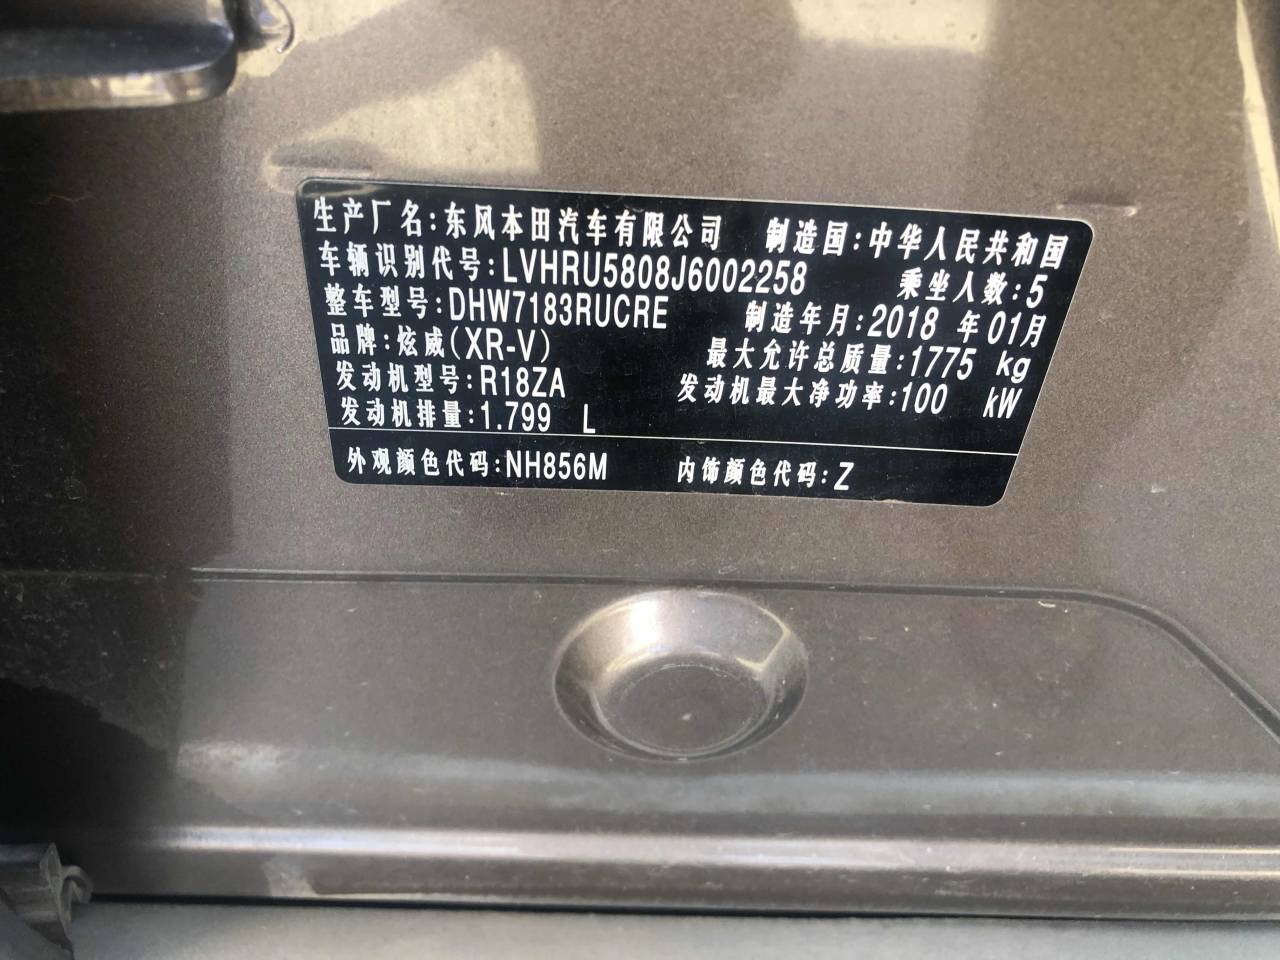 生产厂名:东风本田汽车有限公司 制造国:中华人民共和国
车辆识别代号:LVHRU5808J6002258 乘坐人数:5
整车型号:DHW7183RUCRE 制造年月:2018 年 01月
品牌:炫威(XR-V) 最大允许总质量:1775 kg
发动机型号:R18ZA 发动机最大净功率:100 kW
发动机排量:1.799 L
外观颜色代码:NH856M 内饰颜色代码:Z